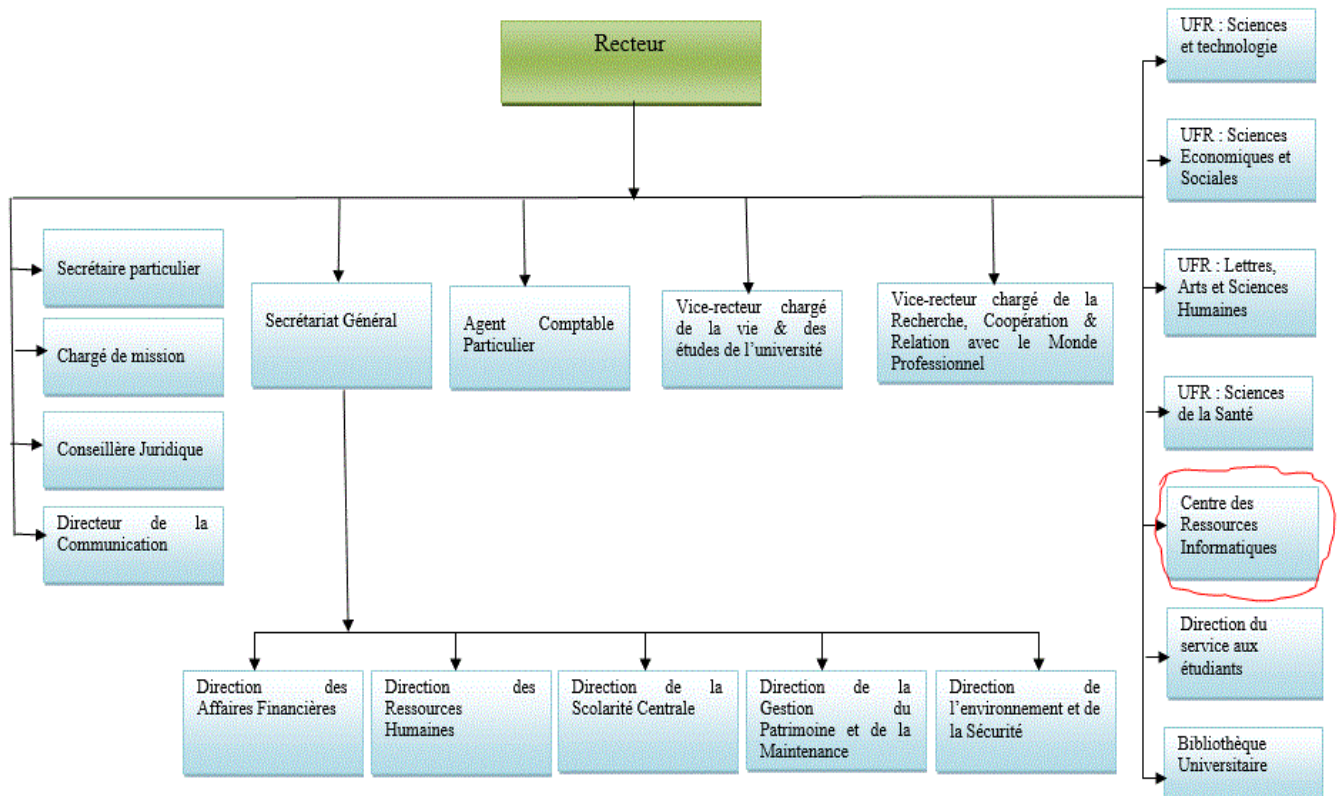 Recteur
UFR : Sciences
et technologie
UFR : Sciences
Economiques et
Sociales
UFR : Lettres,
Arts et Sciences
Humaines
UFR : Sciences
de la Santé
Centre des
Ressources
Informatiques
Direction du
service aux
étudiants
Bibliothèque
Universitaire
Secrétaire particulier
Chargé de mission
Conseillère Juridique
Directeur de la
Communication
Secrétariat Général
Agent Comptable
Particulier
Vice-recteur chargé
de la vie & des
études de l’université
Vice-recteur chargé de la
Recherche, Coopération &
Relation avec le Monde
Professionnel
Direction des
Affaires Financières
Direction des
Ressources
Humaines
Direction de la
Scolarité Centrale
Direction de la
Gestion du
Patrimoine et de la
Maintenance
Direction de
l’environnement et de
la Sécurité